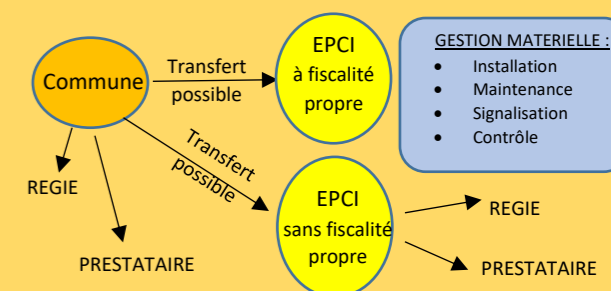 Commune
Transfert
possible
EPCI
à fiscalité
propre
GESTION MATERIELLE :
• Installation
• Maintenance
• Signalisation
• Contrôle
REGIE
PRESTATAIRE
Transfert
possible
EPCI
sans fiscalité
propre
REGIE
PRESTATAIRE